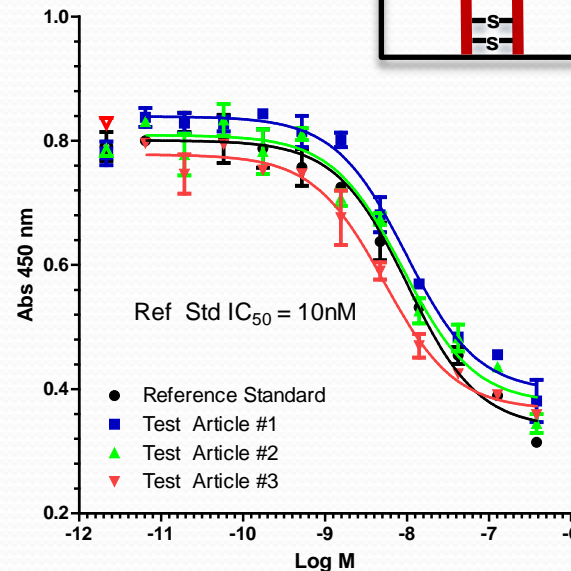 S
S
1.0
0.8
0.6
0.4
0.2
Abs 450 nm
Ref Std IC50 = 10nM
Reference Standard
Test Article #1
Test Article #2
Test Article #3
-12 -11 -10 -9 -8 -7
Log M